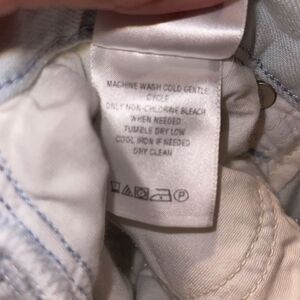 MACHINE WASH COLD GENTLE
CYCLE
ONLY NON-CHLORINE BLEACH
WHEN NEEDED
TUMBLE DRY LOW
COOL IRON IF NEEDED
DRY CLEAN
P